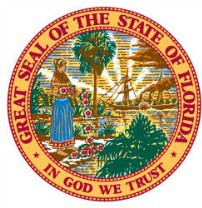 GREAT SEAL OF THE STATE OF FLORIDA
IN GOD WE TRUST